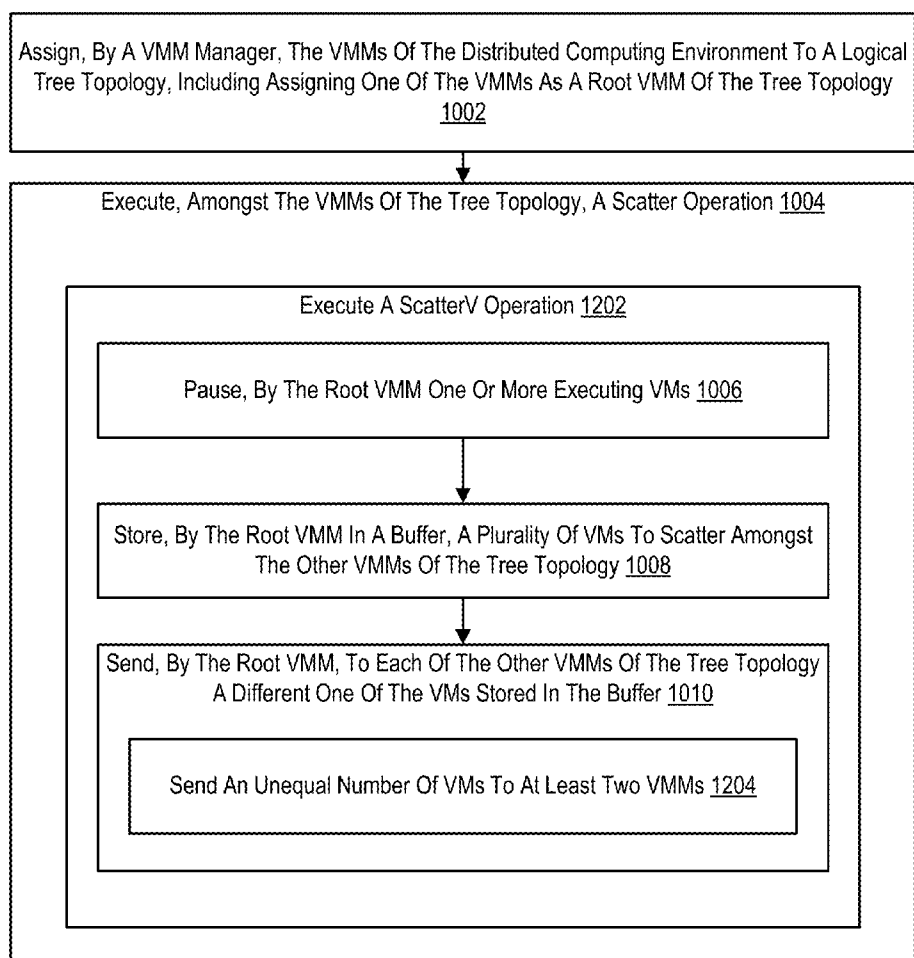 Assign, By A VMM Manager, The VMMs Of The Distributed Computing Environment To A Logical
Tree Topology, Including Assigning One Of The VMMs As A Root VMM Of The Tree Topology
1002
Execute, Amongst The VMMs Of The Tree Topology, A Scatter Operation 1004
Execute A ScatterV Operation 1202
Pause, By The Root VMM One Or More Executing VMs 1006
Store, By The Root VMM In A Buffer, A Plurality Of VMs To Scatter Amongst
The Other VMMs Of The Tree Topology 1008
Send, By The Root VMM, To Each Of The Other VMMs Of The Tree Topology
A Different One Of The VMs Stored In The Buffer 1010
Send An Unequal Number Of VMs To At Least Two VMMs 1204